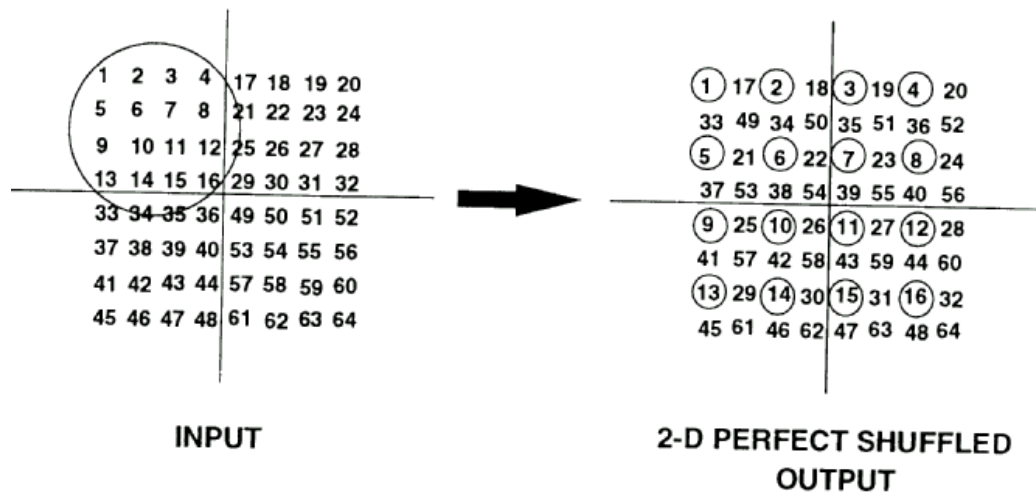 1 2 3 4 17 18 19 20
5 6 7 8 21 22 23 24
9 10 11 12 25 26 27 28
13 14 15 16 29 30 31 32
33 34 35 36 49 50 51 52
37 38 39 40 53 54 55 56
41 42 43 44 57 58 59 60
45 46 47 48 61 62 63 64
INPUT
1 17 2 18 3 19 4 20
33 49 34 50 35 51 36 52
5 21 6 22 7 23 8 24
37 53 38 54 39 55 40 56
9 25 10 26 11 27 12 28
41 57 42 58 43 59 44 60
13 29 14 30 15 31 16 32
45 61 46 62 47 63 48 64
2-D PERFECT SHUFFLED
OUTPUT